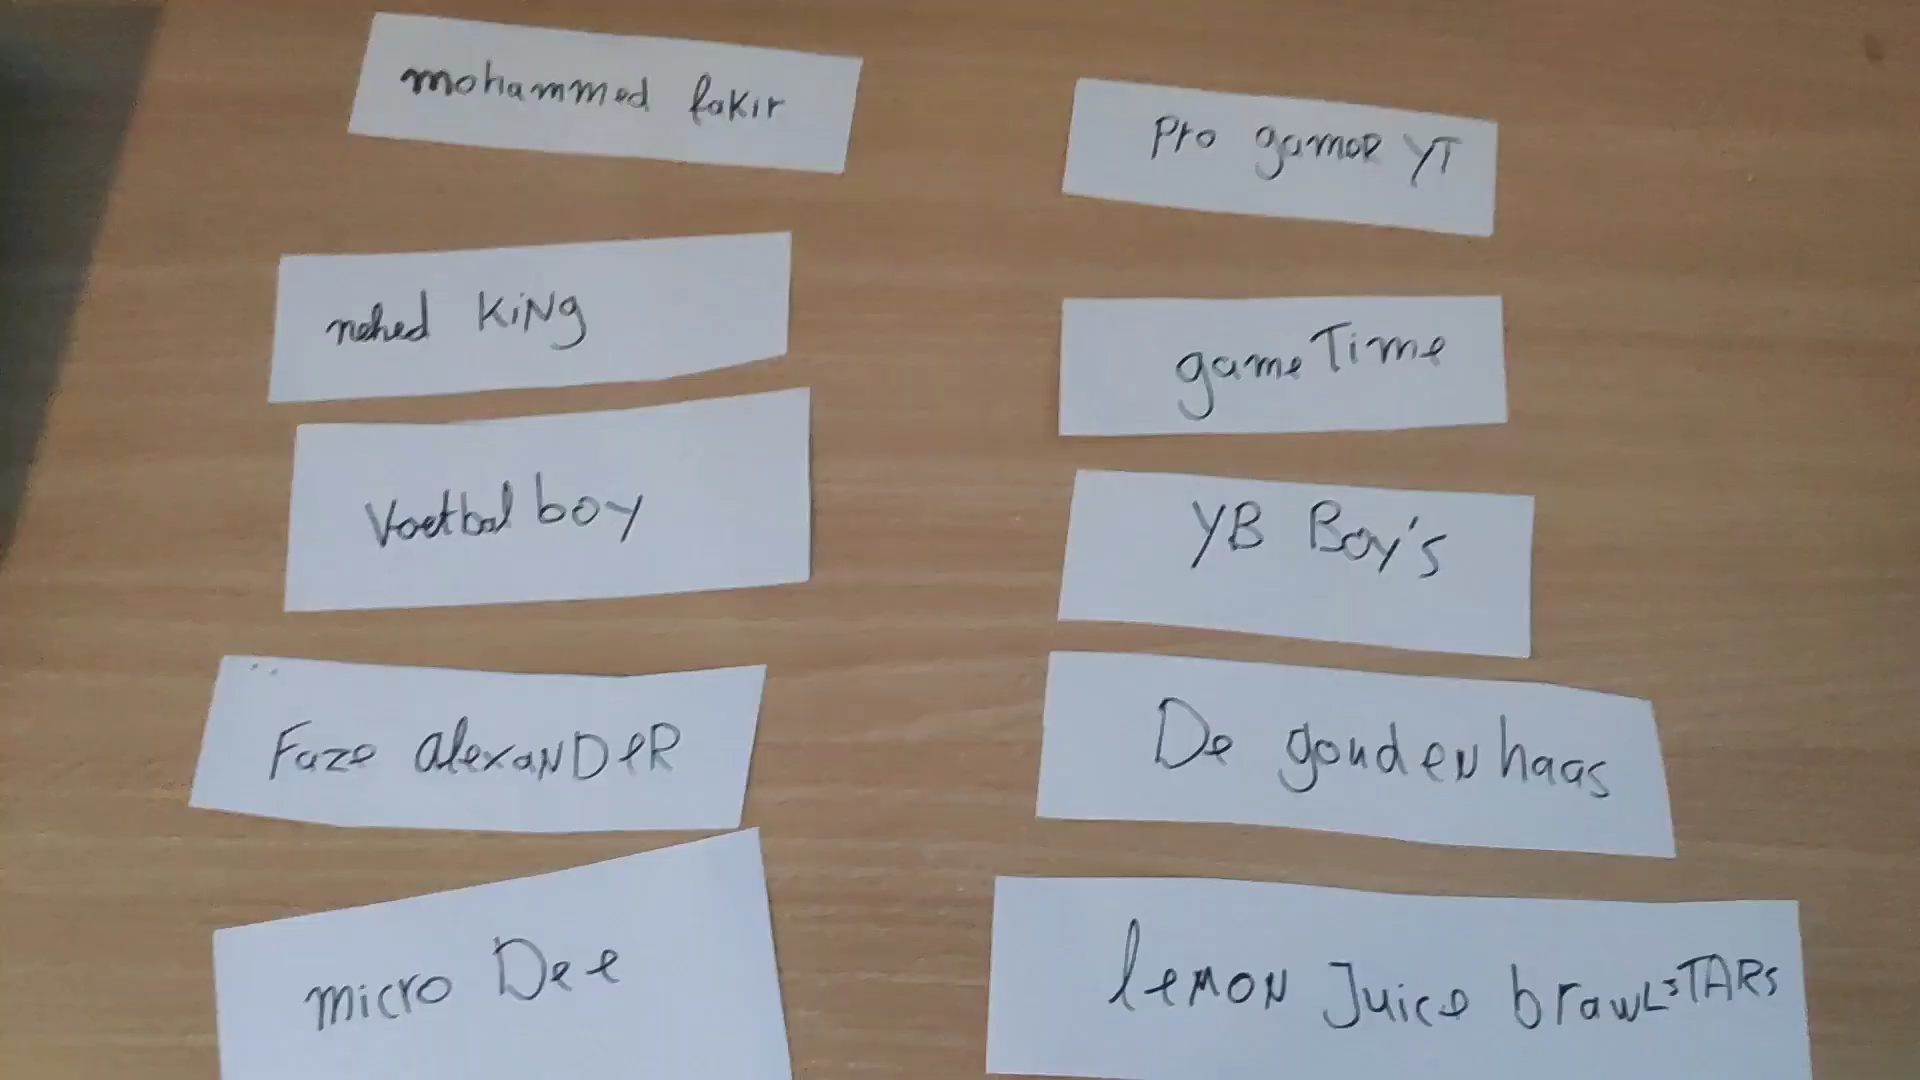 mohammed fakir
nehed KiNg
Voetbal boy
Faze alexaNDeR
micro Dee
Pro gameR YT
game Time
YB Boy's
De gouden haas
lemon Juice brawLsTARs